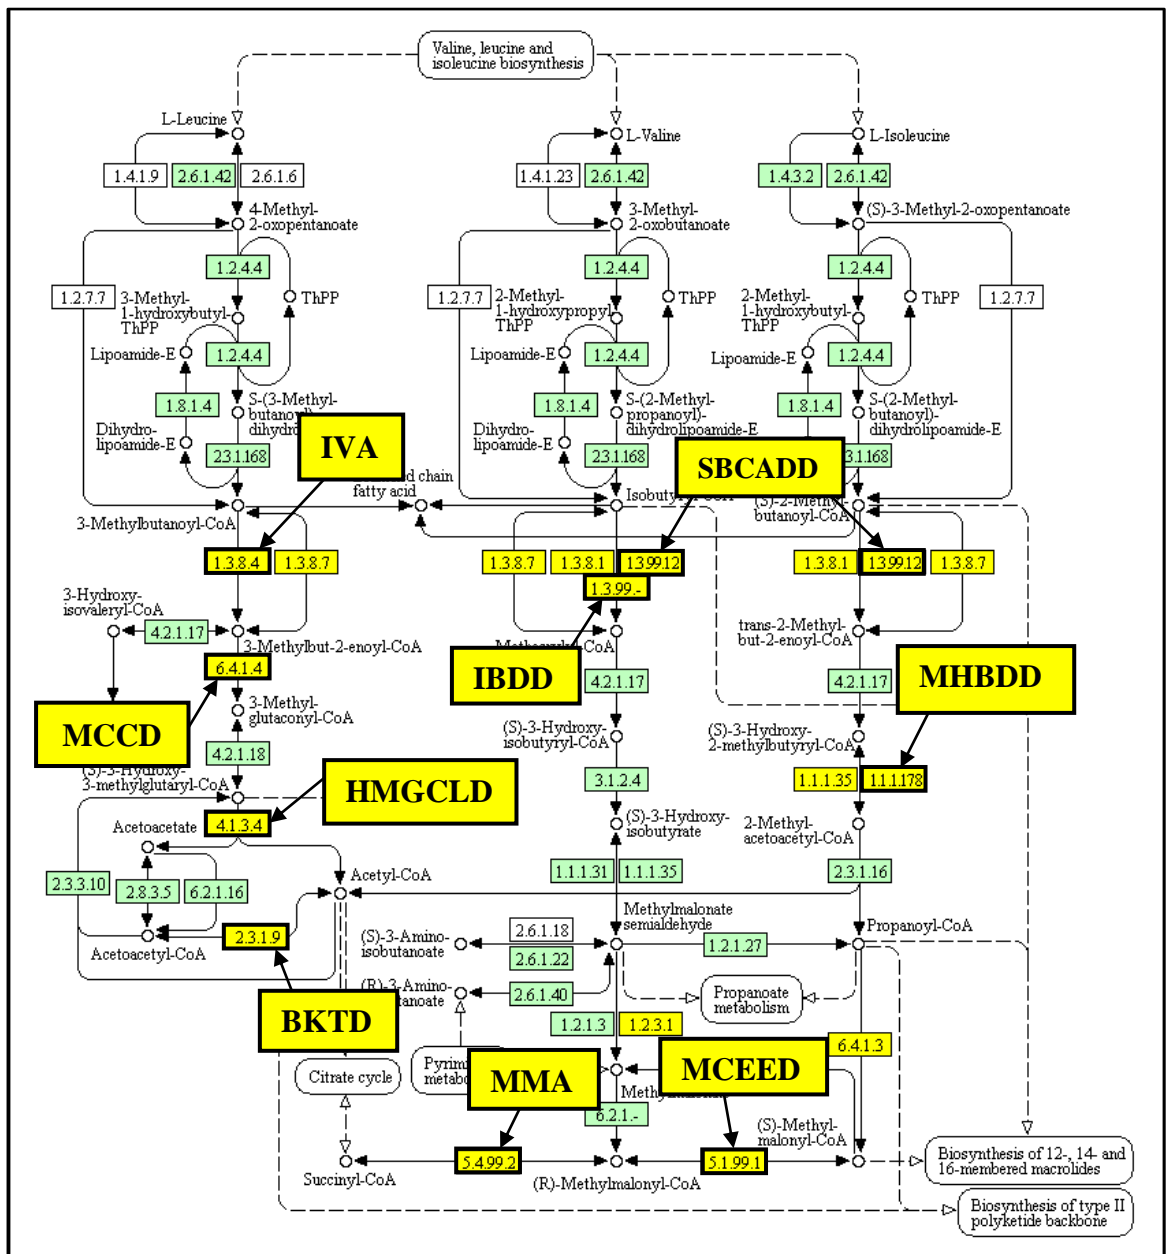 Valine, leucine and
isoleucine biosynthesis
L-Leucine
L-Valine
L-Isoleucine
1.4.1.9
2.6.1.42
2.6.1.6
1.4.1.23
2.6.1.42
1.4.3.2
2.6.1.42
4-Methyl-
2-oxopentanoate
3-Methyl-
2-oxobutanoate
(S)-3-Methyl-2-oxopentanoate
1.2.4.4
1.2.4.4
1.2.4.4
1.2.7.7
3-Methyl-
1-hydroxybutyl-
ThPP
ThPP
1.2.7.7
2-Methyl-
1-hydroxypropyl-
ThPP
ThPP
2-Methyl-
1-hydroxybutyl-
ThPP
ThPP
1.2.7.7
Lipoamide-E
1.2.4.4
Lipoamide-E
1.2.4.4
Lipoamide-E
1.2.4.4
1.8.1.4
S-(3-Methyl-
butanoyl)-
1.8.1.4
S-(2-Methyl-
propanoyl)-
dihydrolipoamide-E
1.8.1.4
S-(2-Methyl-
butanoyl)-
dihydrolipoamide-E
Dihydro-
lipoamide-E
Dihydro-
lipoamide-E
IVA
SBCADD
2.3.1.168
2.3.1.168
3.1.168
chain
fatty acid
3-Methylbutanoyl-CoA
(S)-2-Methyl-
butanoyl-CoA
1.3.8.4
1.3.8.7
1.3.8.7
1.3.8.1
1.3.99.12
1.3.99.-
1.3.8.1
1.3.99.12
1.3.8.7
3-Hydroxy-
isovaleryl-CoA
4.2.1.17
3-Methylbut-2-enoyl-CoA
trans-2-Methyl-
but-2-enoyl-CoA
6.4.1.4
IBDD
4.2.1.17
4.2.1.17
MHBDD
MCCD
3-Methyl-
glutaconyl-CoA
(S)-3-Hydroxy-
isobutyryl-CoA
(S)-3-Hydroxy-
2-methylbutyryl-CoA
4.2.1.18
(S)-3-Hydroxy-
3-methylglutaryl-CoA
HMGCLD
3.1.2.4
1.1.1.35
1.1.1.178
4.1.3.4
Acetoacetate
(S)-3-Hydroxy-
isobutyrate
2-Methyl-
acetoacetyl-CoA
2.3.3.10
2.8.3.5
6.2.1.16
Acetyl-CoA
1.1.1.31
1.1.1.35
2.3.1.16
Acetoacetyl-CoA
2.3.1.9
(S)-3-Amino-
isobutanoate
2.6.1.18
2.6.1.22
Methylmalonate
semialdehyde
1.2.1.27
Propanoyl-CoA
BKTD
(R)-3-Amino-
2.6.1.40
Propanoate
metabolism
1.2.1.3
1.2.3.1
6.4.1.3
Citrate cycle
MMA
MCEED
6.2.1.-
(S)-Methyl-
malonyl-CoA
5.4.99.2
5.1.99.1
Succinyl-CoA
(R)-Methylmalonyl-CoA
Biosynthesis of 12-, 14- and
16-membered macrolides
Biosynthesis of type II
polyketide backbone